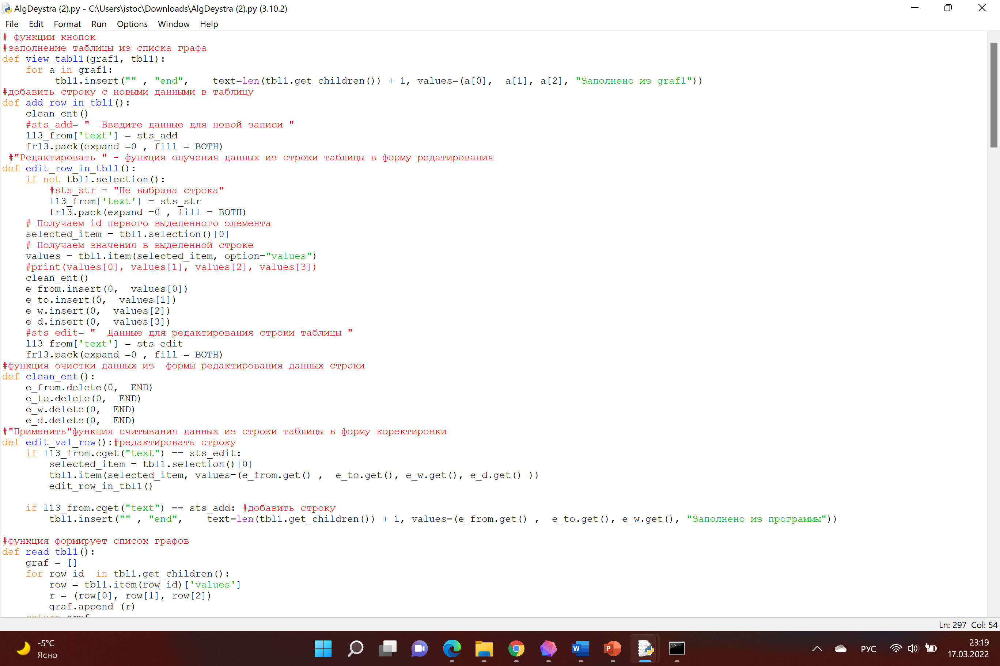 AlgDeystra (2).py - C:\Users\istoc\Downloads\AlgDeystra (2).py (3.10.2)
File Edit Format Run Options Window Help
# функции кнопок
#заполнение таблицы из списка графа
def view_tabl1(graf1, tbl1):
    for a in graf1:
         tbl1.insert("" , "end",    text=len(tbl1.get_children()) + 1, values=(a[0],  a[1], a[2], "Заполнено из graf1"))
#добавить строку с новыми данными в таблицу
def add_row_in_tbl1():
    clean_ent()
    #sts_add= "  Введите данные для новой записи "
    l13_from['text'] = sts_add
    fr13.pack(expand =0 , fill = BOTH)
 #"Редактировать " - функция олучения данных из строки таблицы в форму редатирования
def edit_row_in_tbl1():
    if not tbl1.selection():
        #sts_str = "Не выбрана строка"
        l13_from['text'] = sts_str
        fr13.pack(expand =0 , fill = BOTH)
    # Получаем id первого выделенного элемента
    selected_item = tbl1.selection()[0]
    # Получаем значения в выделенной строке
    values = tbl1.item(selected_item, option="values")
    #print(values[0], values[1], values[2], values[3])
    clean_ent()
    e_from.insert(0,  values[0])
    e_to.insert(0,  values[1])
    e_w.insert(0,  values[2])
    e_d.insert(0,  values[3])
    #sts_edit= "  Данные для редактирования строки таблицы "
    l13_from['text'] = sts_edit
    fr13.pack(expand =0 , fill = BOTH)
#функция очистки данных из  формы редактирования данных строки
def clean_ent():
    e_from.delete(0,  END)
    e_to.delete(0,  END)
    e_w.delete(0,  END)
    e_d.delete(0,  END)
#"Применить"функция считывания данных из строки таблицы в форму коректировки
def edit_val_row():#редактировать строку
    if l13_from.cget("text") == sts_edit:
        selected_item = tbl1.selection()[0]
        tbl1.item(selected_item, values=(e_from.get() ,  e_to.get(), e_w.get(), e_d.get() ))
        edit_row_in_tbl1()
    if l13_from.cget("text") == sts_add: #добавить строку
        tbl1.insert("" , "end",    text=len(tbl1.get_children()) + 1, values=(e_from.get() ,  e_to.get(), e_w.get(), "Заполнено из программы"))
#функция формирует список графов
def read_tbl1():
    graf = []
    for row_id  in tbl1.get_children():
        row = tbl1.item(row_id)['values']
        r = (row[0], row[1], row[2])
        graf.append (r)
    return graf
Ln: 297 Col: 54
-5°C
Ясно
РУС
23:19
17.03.2022